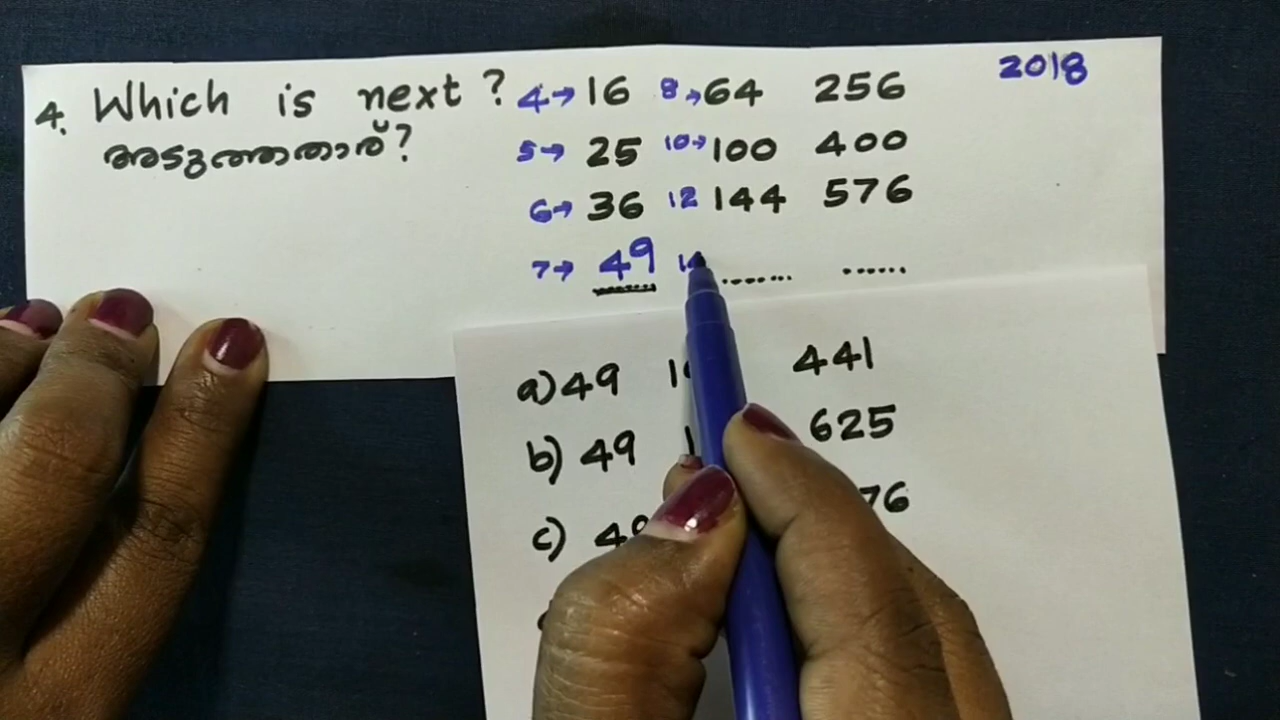 4. Which is next ? 4→ 16 8→ 64 256 2018
അടുത്തതാര്? 5→ 25 10→ 100 400
6→ 36 12 144 576
7→ 49 ....... ......
a) 49 441
b) 49 625
c) 49